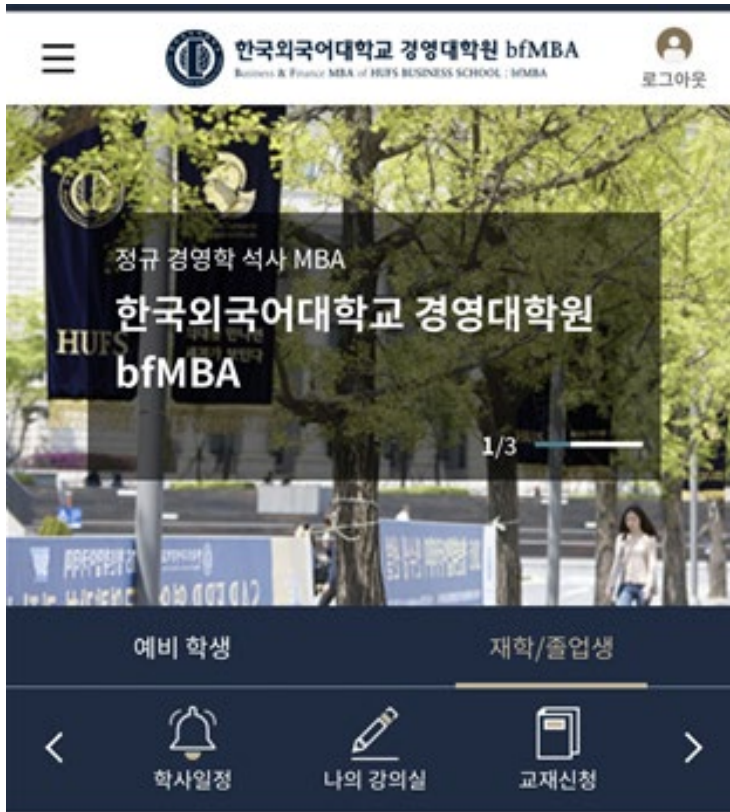 한국외국어대학교 경영대학원 bfMBA
Business & Finance MBA of HUFS BUSINESS SCHOOL : bfMBA
로그아웃
정규 경영학 석사 MBA
한국외국어대학교 경영대학원
bfMBA
HUFS
1/3
예비 학생
재학/졸업생
학사일정
나의 강의실
교재신청